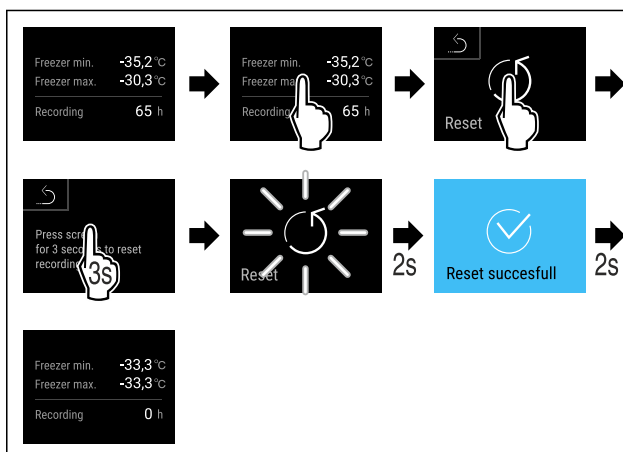 Freezer min. -35,2 °C
Freezer max. -30,3 °C
Recording 65 h
Freezer min. -35,2 °C
Freezer -30,3 °C
Recording 65 h
Reset
Press
for 3 to reset
3s
Reset
2s
Reset succesfull
2s
Freezer min. -33,3 °C
Freezer max. -33,3 °C
Recording 0 h